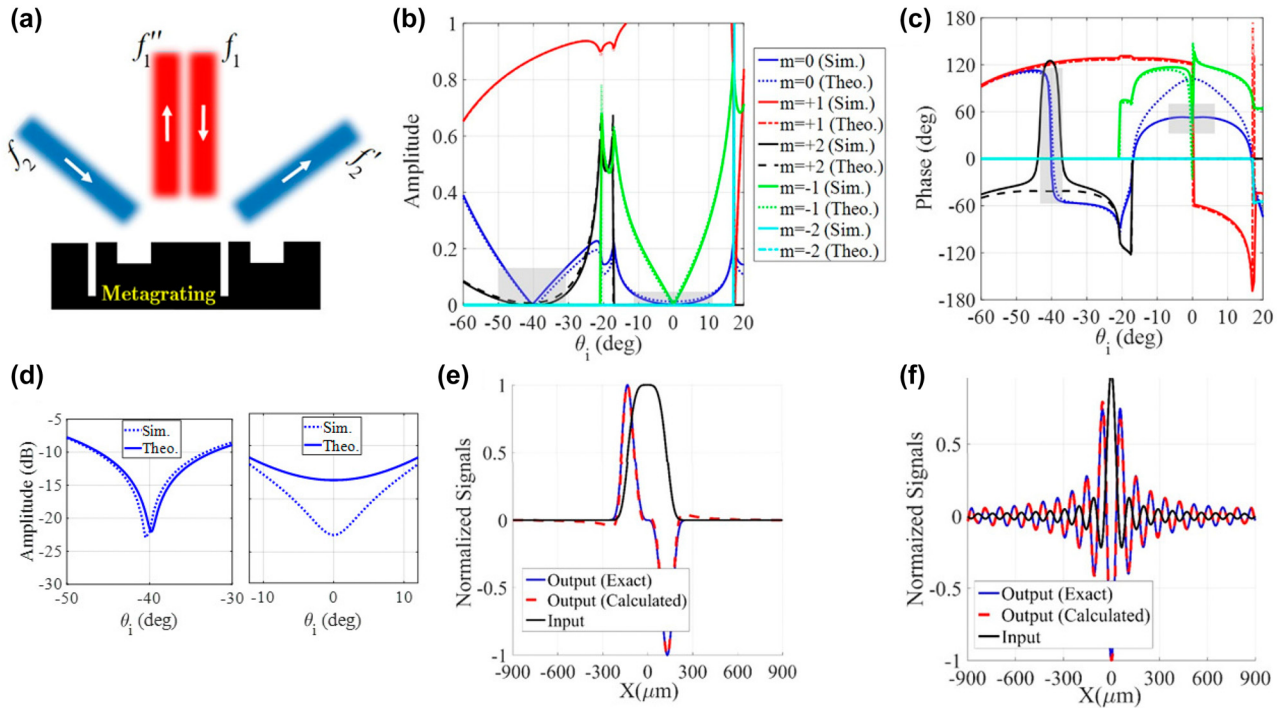 (a)
f₁″ f₁
f₂
f₂′
Metagrating
(b)
Amplitude
1
0.8
0.6
0.4
0.2
0
-60 -50 -40 -30 -20 -10 0 10 20
θi (deg)
m=0 (Sim.)
m=0 (Theo.)
m=+1 (Sim.)
m=+1 (Theo.)
m=+2 (Sim.)
m=+2 (Theo.)
m=-1 (Sim.)
m=-1 (Theo.)
m=-2 (Sim.)
m=-2 (Theo.)
(c)
Phase (deg)
180
120
60
0
-60
-120
-180
-60 -50 -40 -30 -20 -10 0 10 20
θi (deg)
(d)
Amplitude (dB)
-5
-10
-15
-20
-25
-30
-50 -40 -30
θi (deg)
Sim.
Theo.
-10 0 10
θi (deg)
Sim.
Theo.
(e)
Normalized Signals
1
0.5
0
-0.5
-1
-900 -600 -300 0 300 600 900
X(μm)
Output (Exact)
Output (Calculated)
Input
(f)
Normaized Signals
0.5
0
-0.5
-1
-900 -600 -300 0 300 600 900
X(μm)
Output (Exact)
Output (Calculated)
Input